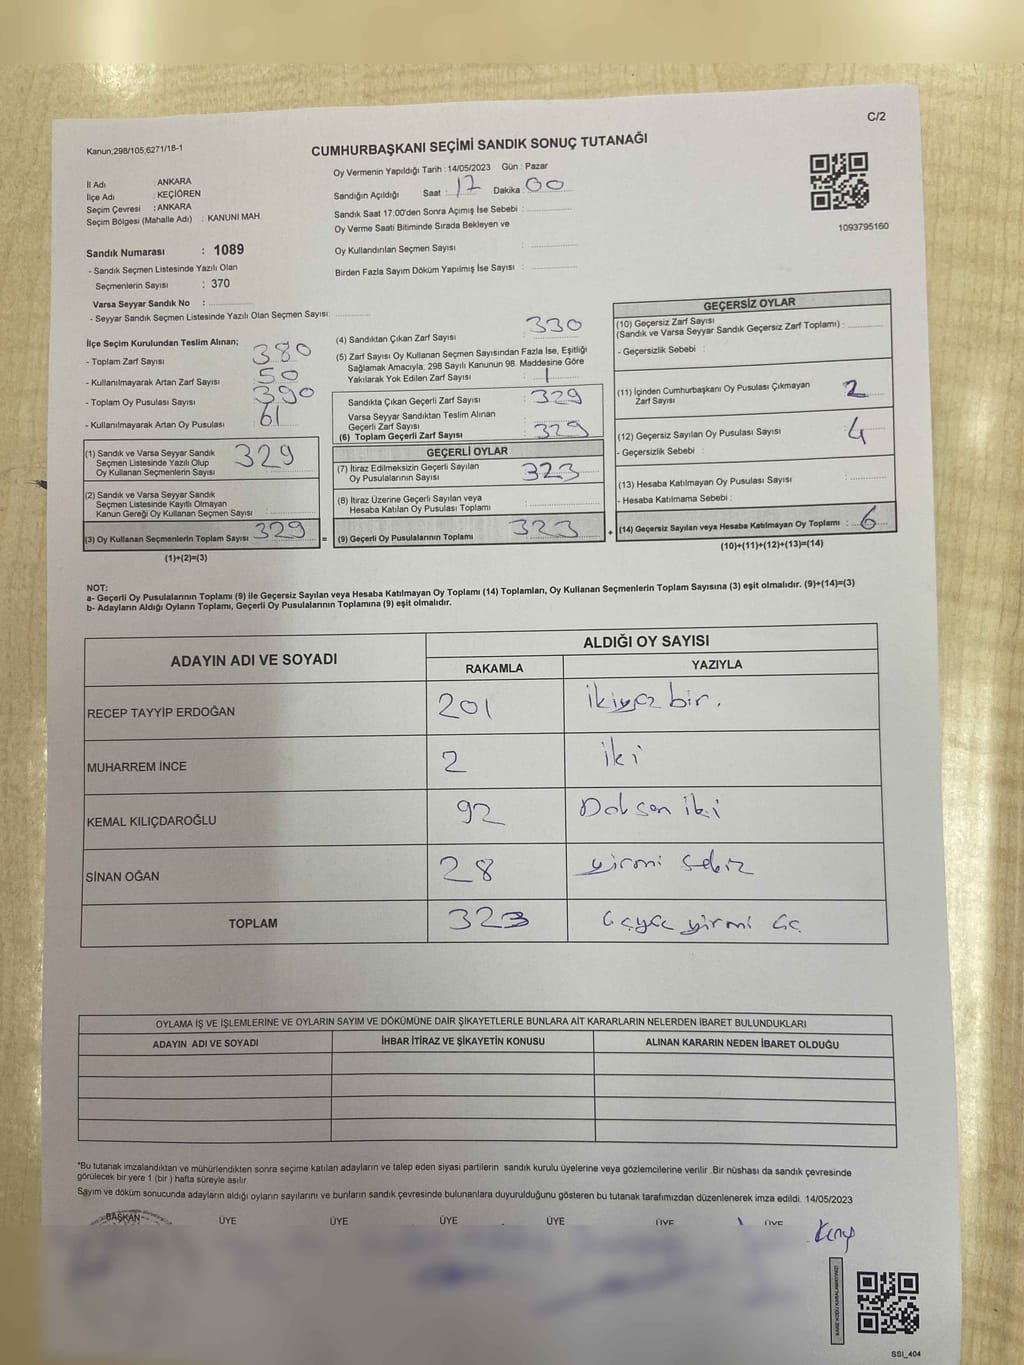 C/2
Kanun;298/105,6271/18-1
CUMHURBAŞKANI SEÇİMİ SANDIK SONUÇ TUTANAĞI
İl Adı : ANKARA
İlçe Adı : KEÇİÖREN
Seçim Çevresi : ANKARA
Seçim Bölgesi (Mahalle Adı) : KANUNİ MAH.
Sandık Numarası : 1089
- Sandık Seçmen Listesinde Yazılı Olan
Seçmenlerin Sayısı : 370
Varsa Seyyar Sandık No :
- Seyyar Sandık Seçmen Listesinde Yazılı Olan Seçmen Sayısı:
Oy Vermenin Yapıldığı Tarih : 14/05/2023 Gün : Pazar
Sandığın Açıldığı Saat : 17 Dakika : 00
Sandık Saat 17:00'den Sonra Açımış İse Sebebi :
Oy Verme Saati Bitiminde Sırada Bekleyen ve
Oy Kullandırılan Seçmen Sayısı :
Birden Fazla Sayım Döküm Yapılmış İse Sayısı :
1093795160
İlçe Seçim Kurulundan Teslim Alınan;
- Toplam Zarf Sayısı 380
- Kullanılmayarak Artan Zarf Sayısı : 50
- Toplam Oy Pusulası Sayısı 390
- Kullanılmayarak Artan Oy Pusulası : 61
(1) Sandık ve Varsa Seyyar Sandık
Seçmen Listesinde Yazılı Olup
Oy Kullanan Seçmenlerin Sayısı 329
(2) Sandık ve Varsa Seyyar Sandık
Seçmen Listesinde Kayıtlı Olmayan
Kanun Gereği Oy Kullanan Seçmen Sayısı :
(3) Oy Kullanan Seçmenlerin Toplam Sayısı 329 =
(1)+(2)=(3)
(4) Sandıktan Çıkan Zarf Sayısı : 330
(5) Zarf Sayısı Oy Kullanan Seçmen Sayısından Fazla İse, Eşitliği
Sağlamak Amacıyla, 298 Sayılı Kanunun 98. Maddesine Göre
Yakılarak Yok Edilen Zarf Sayısı : 1
Sandıkta Çıkan Geçerli Zarf Sayısı : 329
Varsa Seyyar Sandıktan Teslim Alınan
Geçerli Zarf Sayısı :
(6) Toplam Geçerli Zarf Sayısı 329
GEÇERLİ OYLAR
(7) İtiraz Edilmeksizin Geçerli Sayılan
Oy Pusulalarının Sayısı : 323
(8) İtiraz Üzerine Geçerli Sayılan veya
Hesaba Katılan Oy Pusulası Toplamı :
(9) Geçerli Oy Pusulalarının Toplamı 323 +
GEÇERSİZ OYLAR
(10) Geçersiz Zarf Sayısı
(Sandık ve Varsa Seyyar Sandık Geçersiz Zarf Toplamı) :
- Geçersizlik Sebebi :
(11) İçinden Cumhurbaşkanı Oy Pusulası Çıkmayan
Zarf Sayısı : 2
(12) Geçersiz Sayılan Oy Pusulası Sayısı : 4
- Geçersizlik Sebebi :
(13) Hesaba Katılmayan Oy Pusulası Sayısı :
- Hesaba Katılmama Sebebi :
(14) Geçersiz Sayılan veya Hesaba Katılmayan Oy Toplamı : 6
(10)+(11)+(12)+(13)=(14)
NOT:
a- Geçerli Oy Pusulalarının Toplamı (9) ile Geçersiz Sayılan veya Hesaba Katılmayan Oy Toplamı (14) Toplamları, Oy Kullanan Seçmenlerin Toplam Sayısına (3) eşit olmalıdır. (9)+(14)=(3)
b- Adayların Aldığı Oyların Toplamı, Geçerli Oy Pusulalarının Toplamına (9) eşit olmalıdır.
ADAYIN ADI VE SOYADI ALDIĞI OY SAYISI
RAKAMLA YAZIYLA
RECEP TAYYİP ERDOĞAN 201 ikiyüz bir.
MUHARREM İNCE 2 iki
KEMAL KILIÇDAROĞLU 92 Doksan iki
SİNAN OĞAN 28 yirmi sekiz
TOPLAM 323 üçyüz yirmi üç
OYLAMA İŞ VE İŞLEMLERİNE VE OYLARIN SAYIM VE DÖKÜMÜNE DAİR ŞİKAYETLERLE BUNLARA AİT KARARLARIN NELERDEN İBARET BULUNDUKLARI
ADAYIN ADI VE SOYADI İHBAR İTİRAZ VE ŞİKAYETİN KONUSU ALINAN KARARIN NEDEN İBARET OLDUĞU
*Bu tutanak imzalandıktan ve mühürlendikten sonra seçime katılan adayların ve talep eden siyasi partilerin sandık kurulu üyelerine veya gözlemcilerine verilir .Bir nüshası da sandık çevresinde
görülecek bir yere 1 (bir ) hafta süreyle asılır.
Sayım ve döküm sonucunda adayların aldığı oyların sayılarını ve bunların sandık çevresinde bulunanlara duyurulduğunu gösteren bu tutanak tarafımızdan düzenlenerek imza edildi. 14/05/2023
BAŞKAN ÜYE ÜYE ÜYE ÜYE ÜYE ÜYE
SSI_404